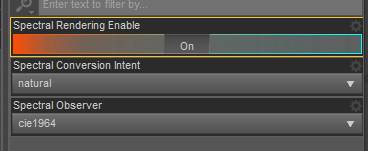 Enter text to filter by...
Spectral Rendering Enable
On
Spectral Conversion Intent
natural
Spectral Observer
cie1964